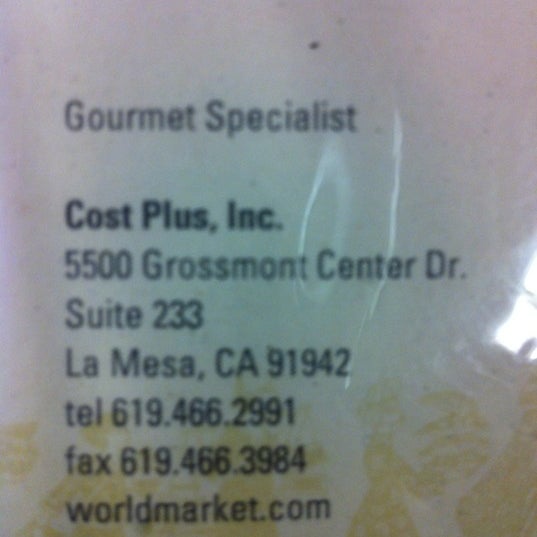 Gourmet Specialist
Cost Plus, Inc.
5500 Grossmont Center Dr.
Suite 233
La Mesa, CA 91942
tel 619.466.2991
fax 619.466.3984
worldmarket.com